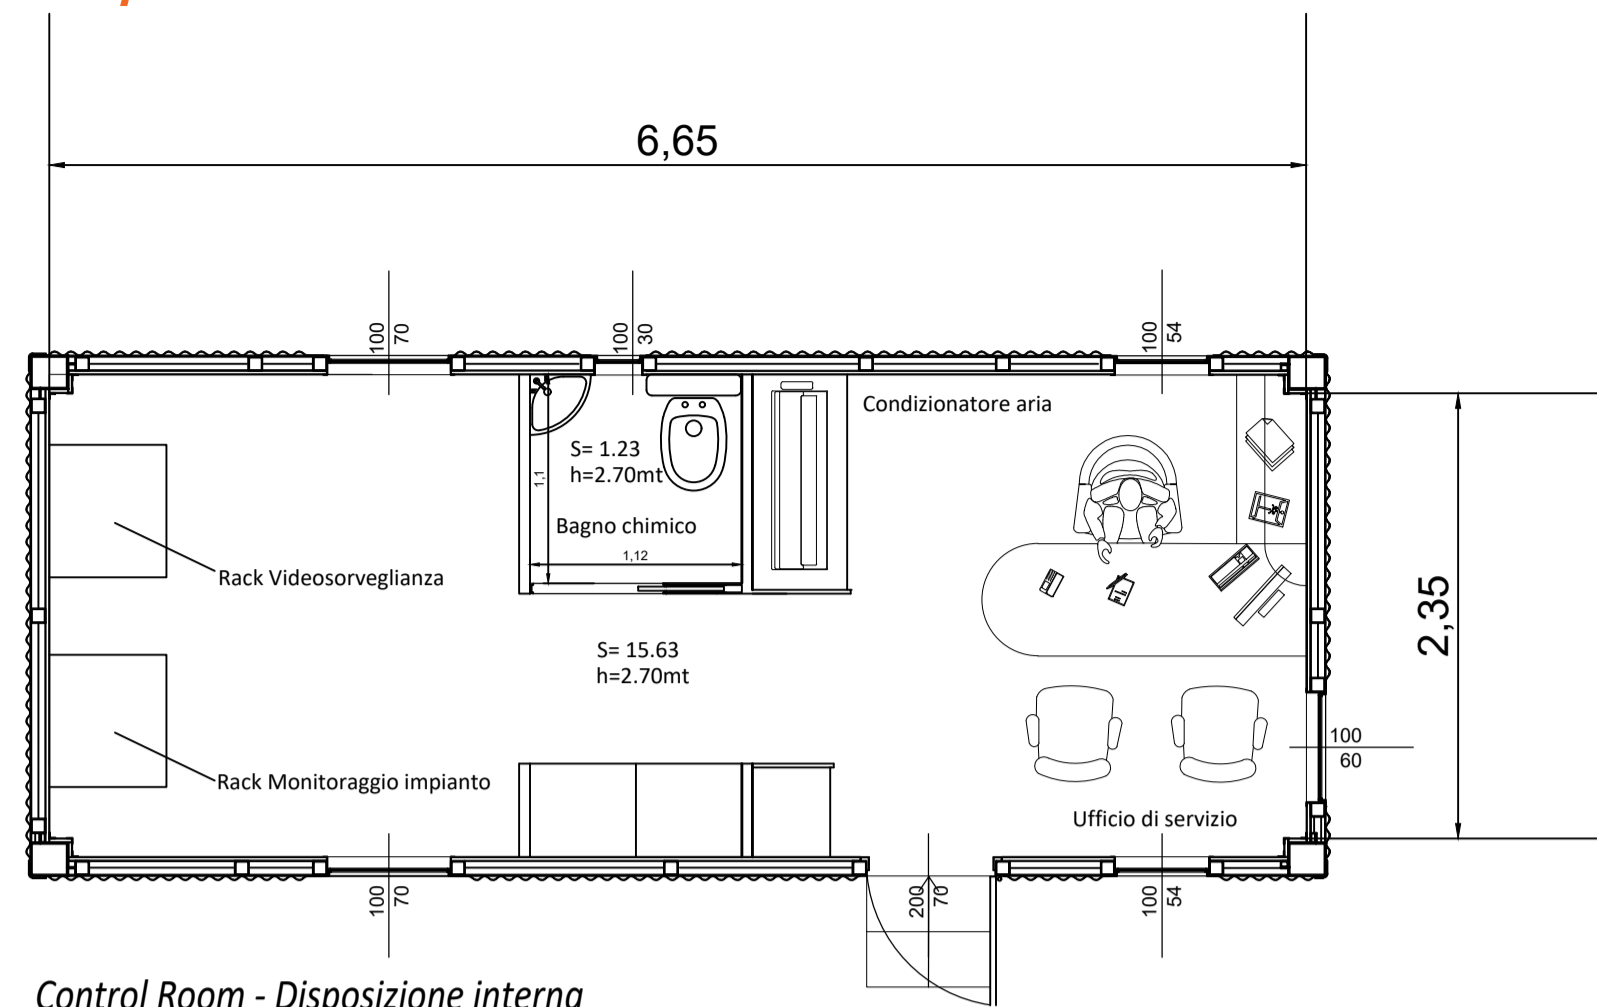 6,65
100
70
100
30
100
54
Condizionatore aria
S= 1.23
h=2.70mt
1,1
Bagno chimico
1,12
Rack Videosorveglianza
2,35
S= 15.63
h=2.70mt
100
60
Rack Monitoraggio impianto
Ufficio di servizio
100
70
200
70
100
54
Control Room - Disposizione interna